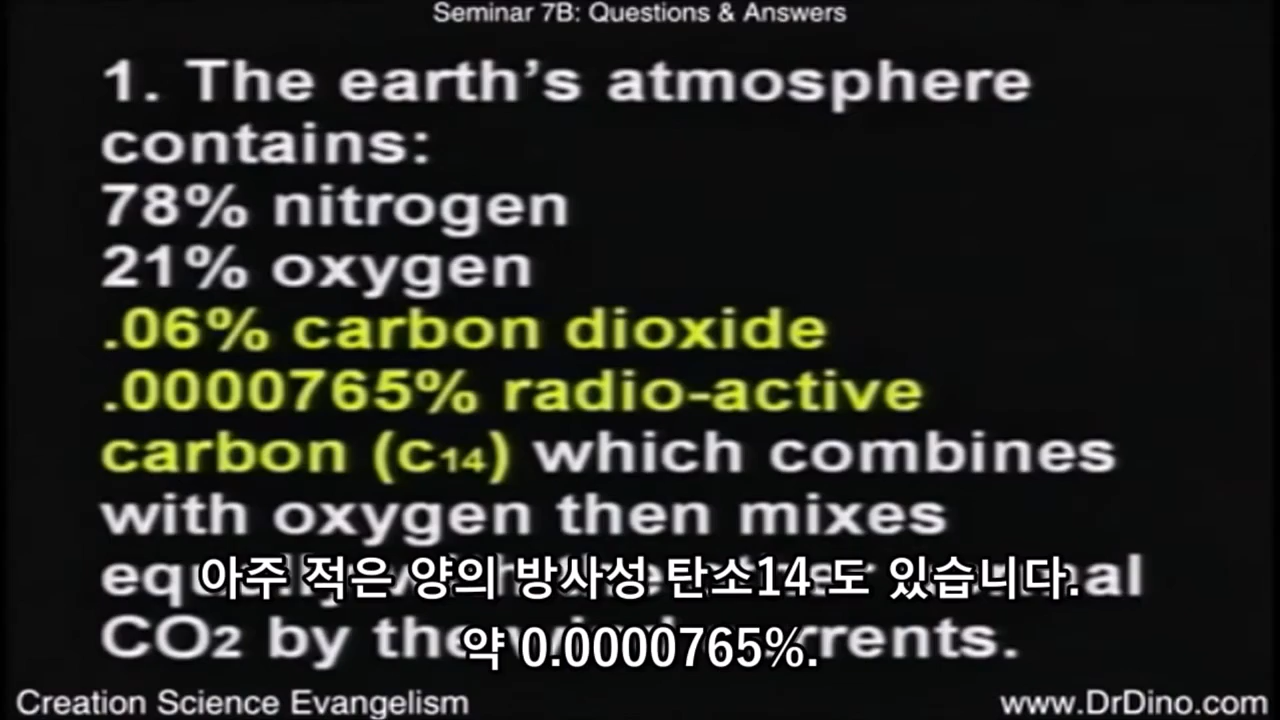 Seminar 7B: Questions & Answers
1. The earth's atmosphere
contains:
78% nitrogen
21% oxygen
.06% carbon dioxide
.0000765% radio-active
carbon (c14) which combines
with oxygen then mixes
아주 적은 양의 방사성 탄소14 도 있습니다.
CO2 by the
약 0.0000765%.
Creation Science Evangelism
www.DrDino.com